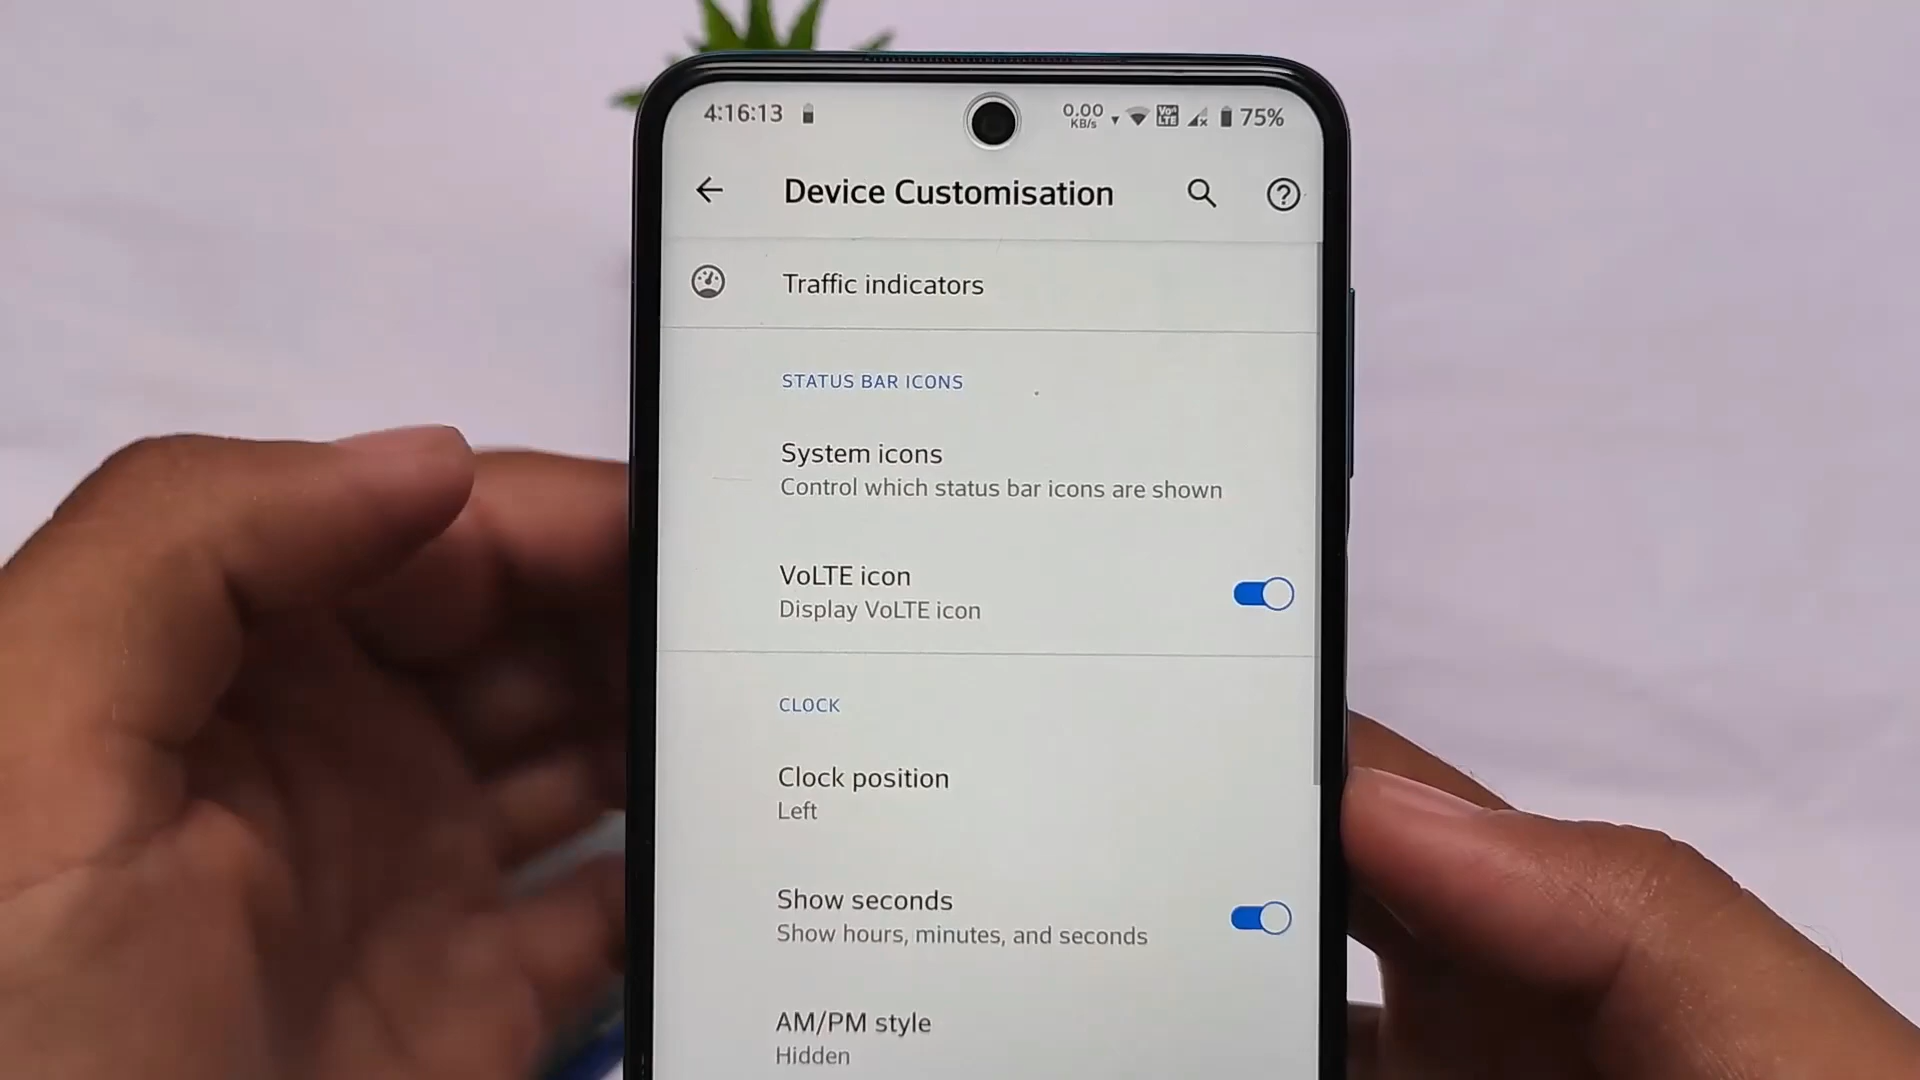 4:16:13 0.00 KB/s VoLTE 75%
Device Customisation
Traffic indicators
STATUS BAR ICONS
System icons
Control which status bar icons are shown
VoLTE icon
Display VoLTE icon
CLOCK
Clock position
Left
Show seconds
Show hours, minutes, and seconds
AM/PM style
Hidden